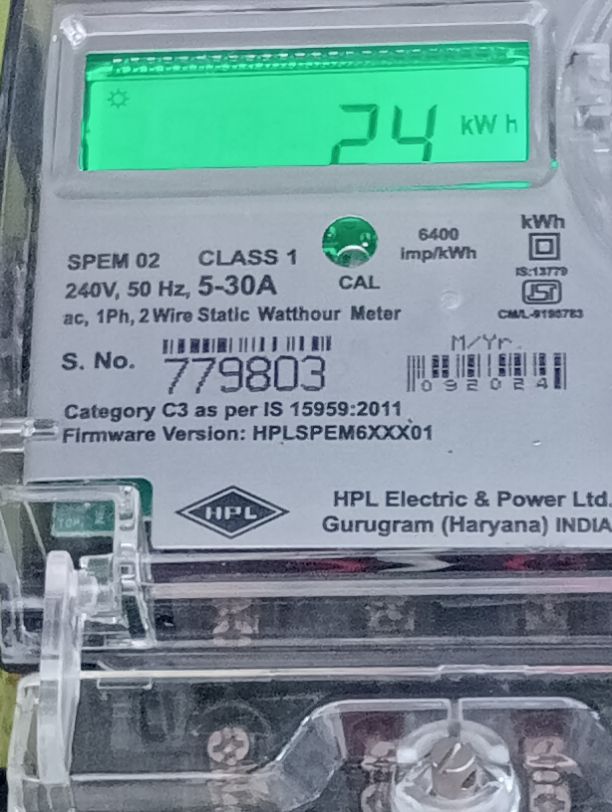 24 kWh
6400
imp/kWh
kWh
SPEM 02 CLASS 1
CAL
IS:13779
ISI
240V, 50 Hz, 5-30A
CM/L-9190783
ac, 1Ph, 2 Wire Static Watthour Meter
M/Yr.
S. No. 779803
092024
Category C3 as per IS 15959:2011
Firmware Version: HPLSPEM6XXX01
HPL
HPL Electric & Power Ltd.
Gurugram (Haryana) INDIA